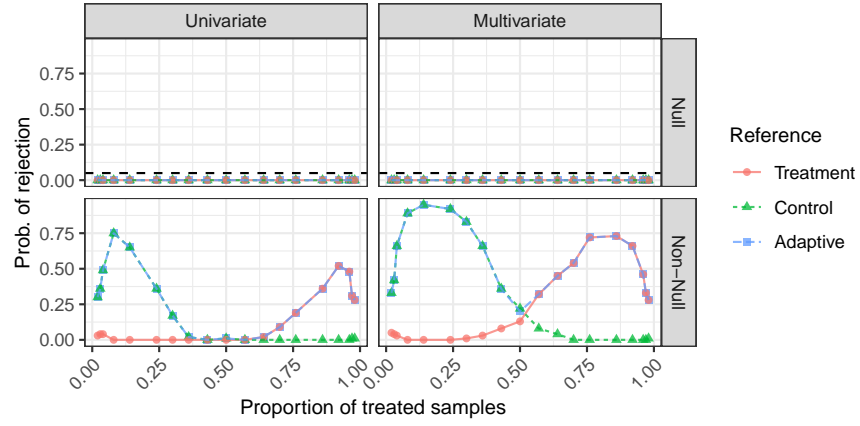 Univariate
Multivariate
Prob. of rejection
0.75
0.50
0.25
0.00
Null
0.75
0.50
0.25
0.00
Non−Null
0.00
0.25
0.50
0.75
1.00
0.00
0.25
0.50
0.75
1.00
Proportion of treated samples
Reference
Treatment
Control
Adaptive